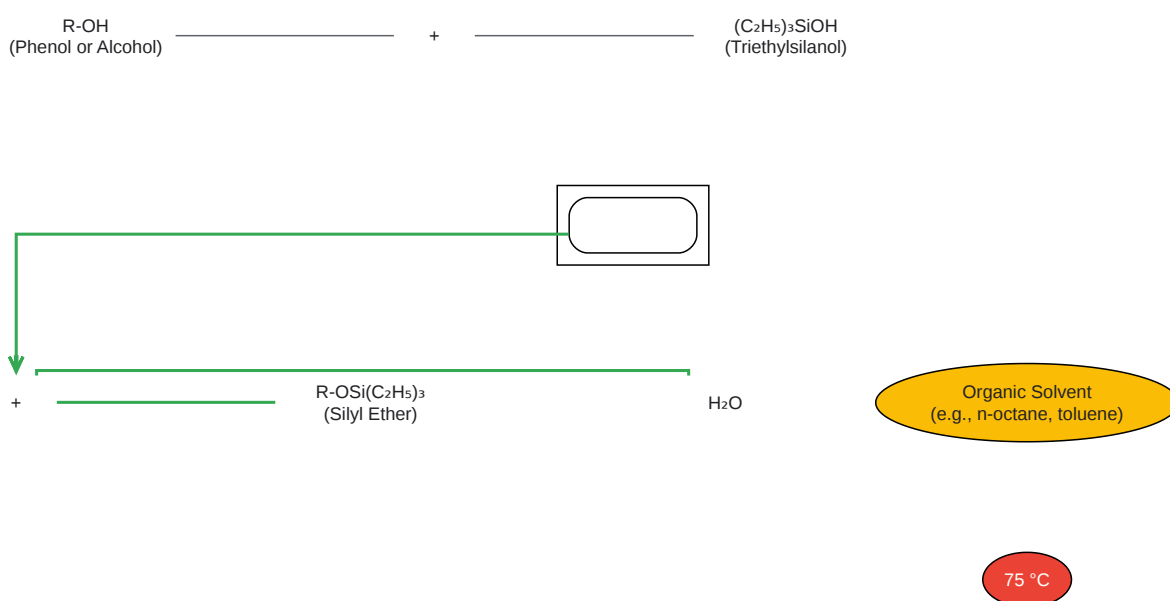 R-OH
(Phenol or Alcohol)
+
(C₂H₅)₃SiOH
(Triethylsilanol)
+
R-OSi(C₂H₅)₃
(Silyl Ether)
H₂O
Organic Solvent
(e.g., n-octane, toluene)
75 °C